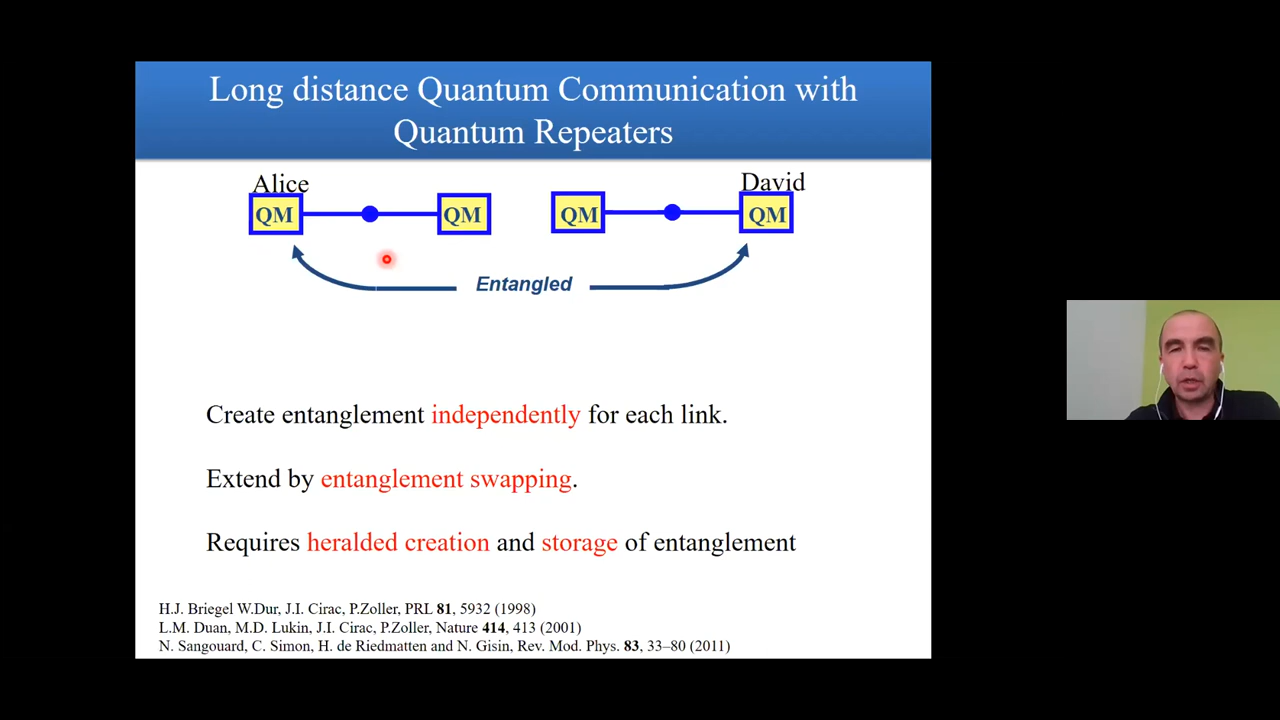 Long distance Quantum Communication with
Quantum Repeaters
Alice David
QM QM QM QM
Entangled
Create entanglement independently for each link.
Extend by entanglement swapping.
Requires heralded creation and storage of entanglement
H.J. Briegel W.Dur, J.I. Cirac, P.Zoller, PRL 81, 5932 (1998)
L.M. Duan, M.D. Lukin, J.I. Cirac, P.Zoller, Nature 414, 413 (2001)
N. Sangouard, C. Simon, H. de Riedmatten and N. Gisin, Rev. Mod. Phys. 83, 33–80 (2011)